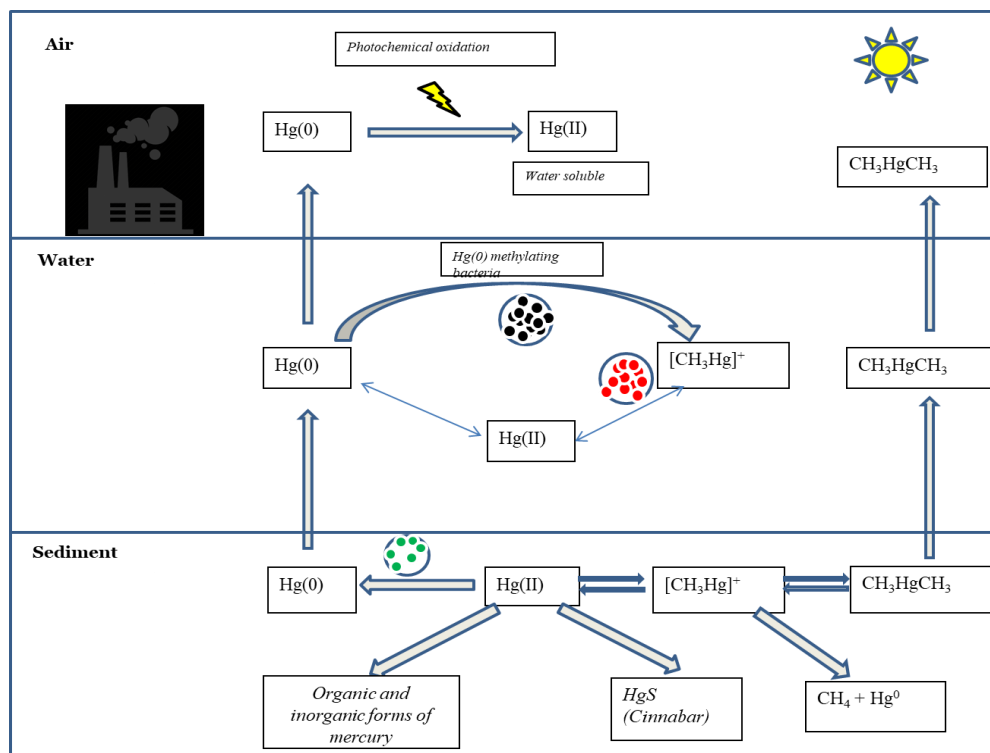 Air
Photochemical oxidation
Hg(0)
Hg(II)
Water soluble
CH₃HgCH₃
Water
Hg(0) methylating
bacteria
Hg(0)
[CH₃Hg]⁺
CH₃HgCH₃
Hg(II)
Sediment
Hg(0)
Hg(II)
[CH₃Hg]⁺
CH₃HgCH₃
Organic and
inorganic forms of
mercury
HgS
(Cinnabar)
CH₄ + Hg⁰